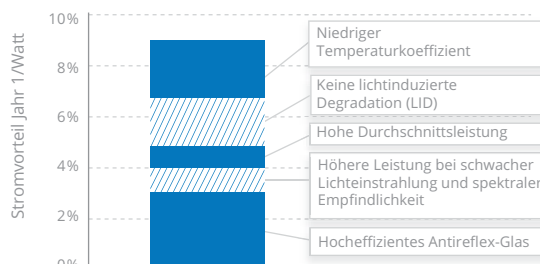 Stromvorteil Jahr 1/Watt
10%
8%
6%
4%
2%
0%
Niedriger
Temperaturkoeffizient
Keine lichtinduzierte
Degradation (LID)
Hohe Durchschnittsleistung
Höhere Leistung bei schwacher
Lichteinstrahlung und spektraler
Empfindlichkeit
Hocheffizientes Antireflex-Glas